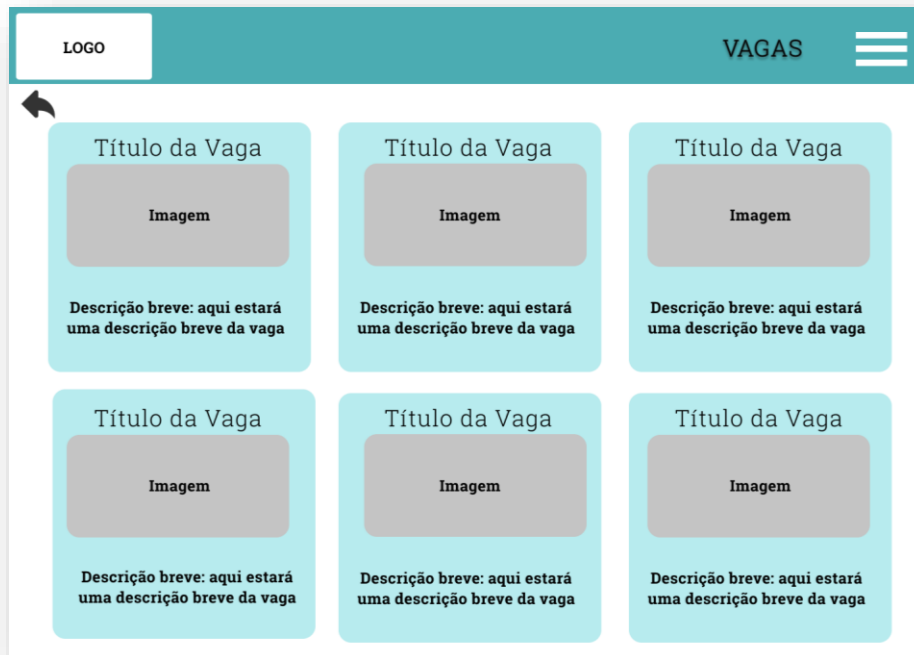 LOGO
VAGAS
Título da Vaga
Imagem
Descrição breve: aqui estará
uma descrição breve da vaga
Título da Vaga
Imagem
Descrição breve: aqui estará
uma descrição breve da vaga
Título da Vaga
Imagem
Descrição breve: aqui estará
uma descrição breve da vaga
Título da Vaga
Imagem
Descrição breve: aqui estará
uma descrição breve da vaga
Título da Vaga
Imagem
Descrição breve: aqui estará
uma descrição breve da vaga
Título da Vaga
Imagem
Descrição breve: aqui estará
uma descrição breve da vaga